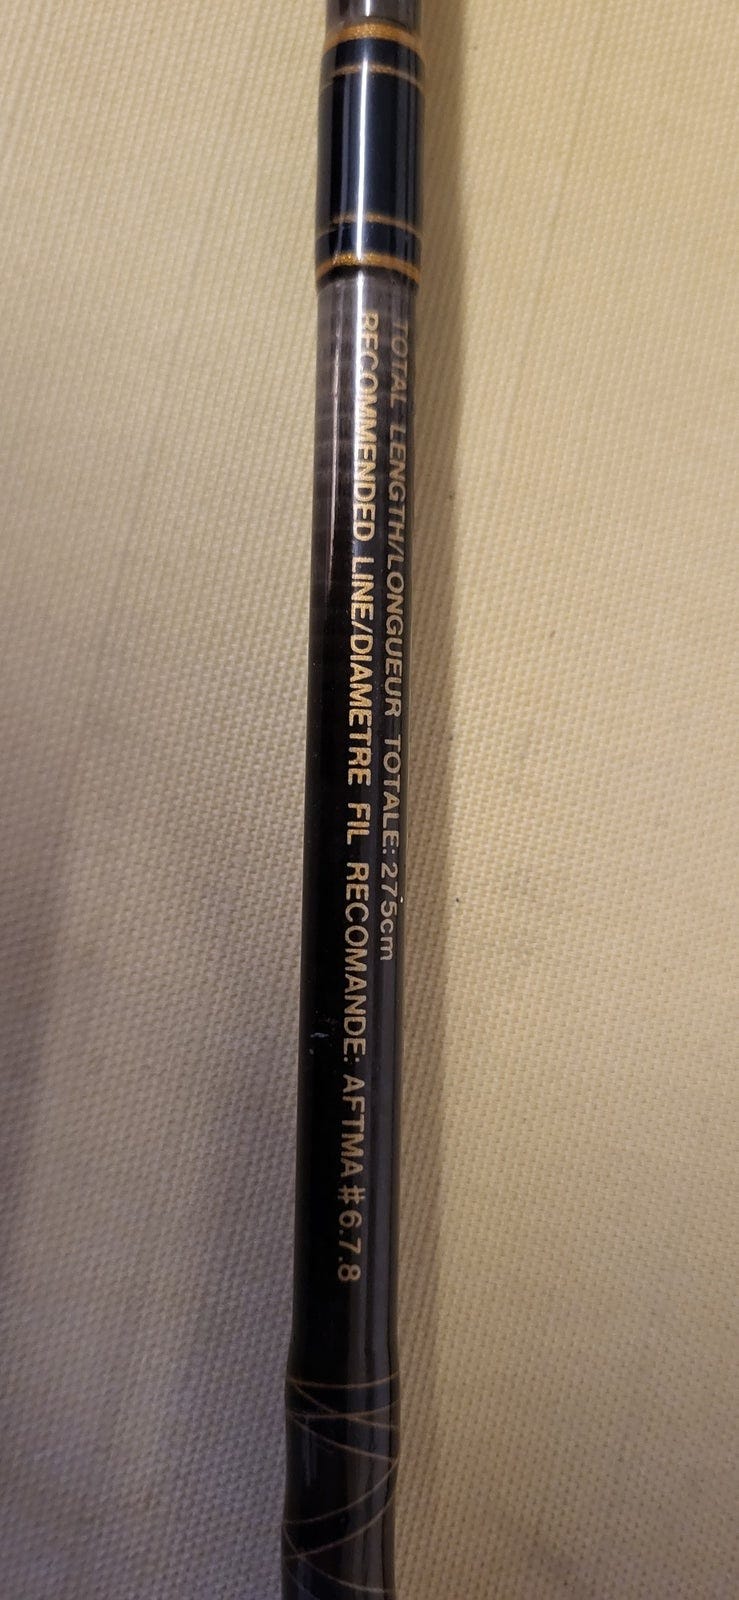 TOTAL LENGTH/LONGUEUR TOTALE: 275cm
RECOMMENDED LINE/DIAMETRE FIL RECOMANDE: AFTMA #6.7.8